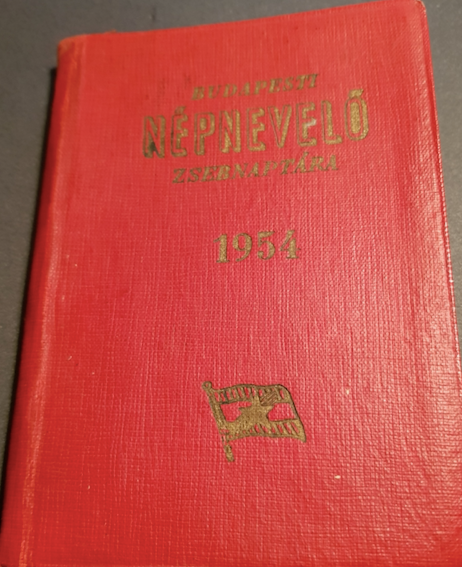 BUDAPESTI
NÉPNEVELŐ
ZSEBNAPTÁRA
1954